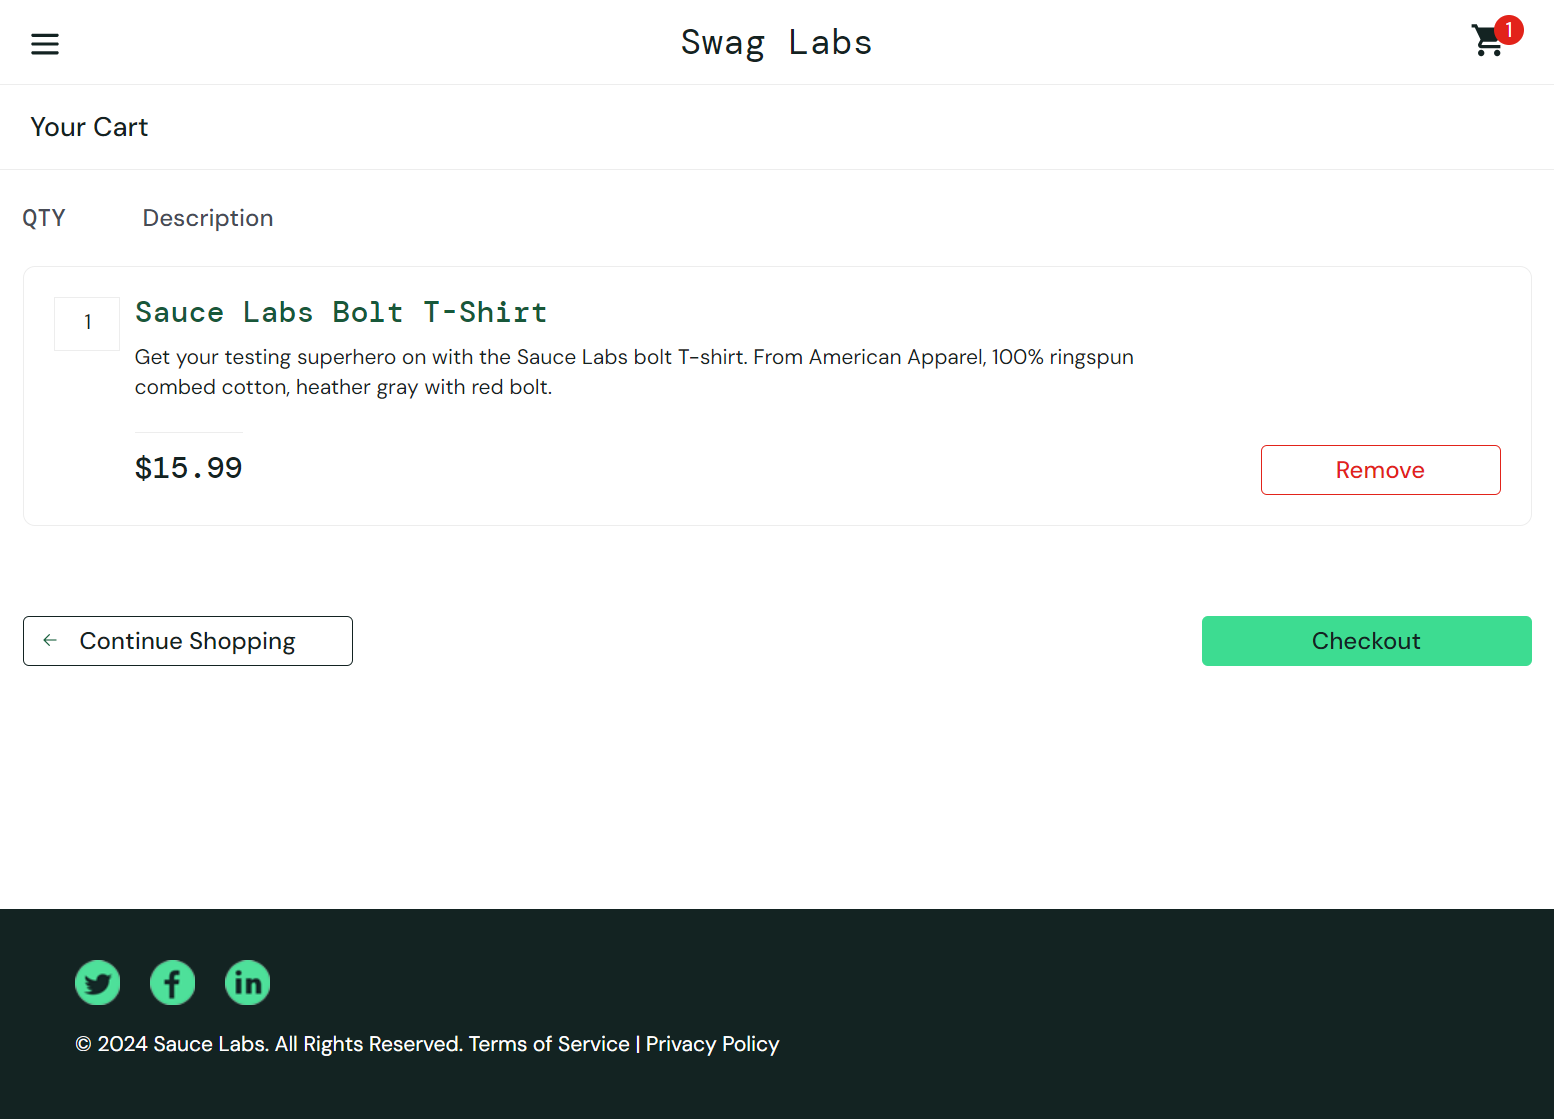 Swag Labs
1
Your Cart
QTY Description
1
Sauce Labs Bolt T-Shirt
Get your testing superhero on with the Sauce Labs bolt T-shirt. From American Apparel, 100% ringspun
combed cotton, heather gray with red bolt.
$15.99
Remove
Continue Shopping
Checkout
© 2024 Sauce Labs. All Rights Reserved. Terms of Service | Privacy Policy